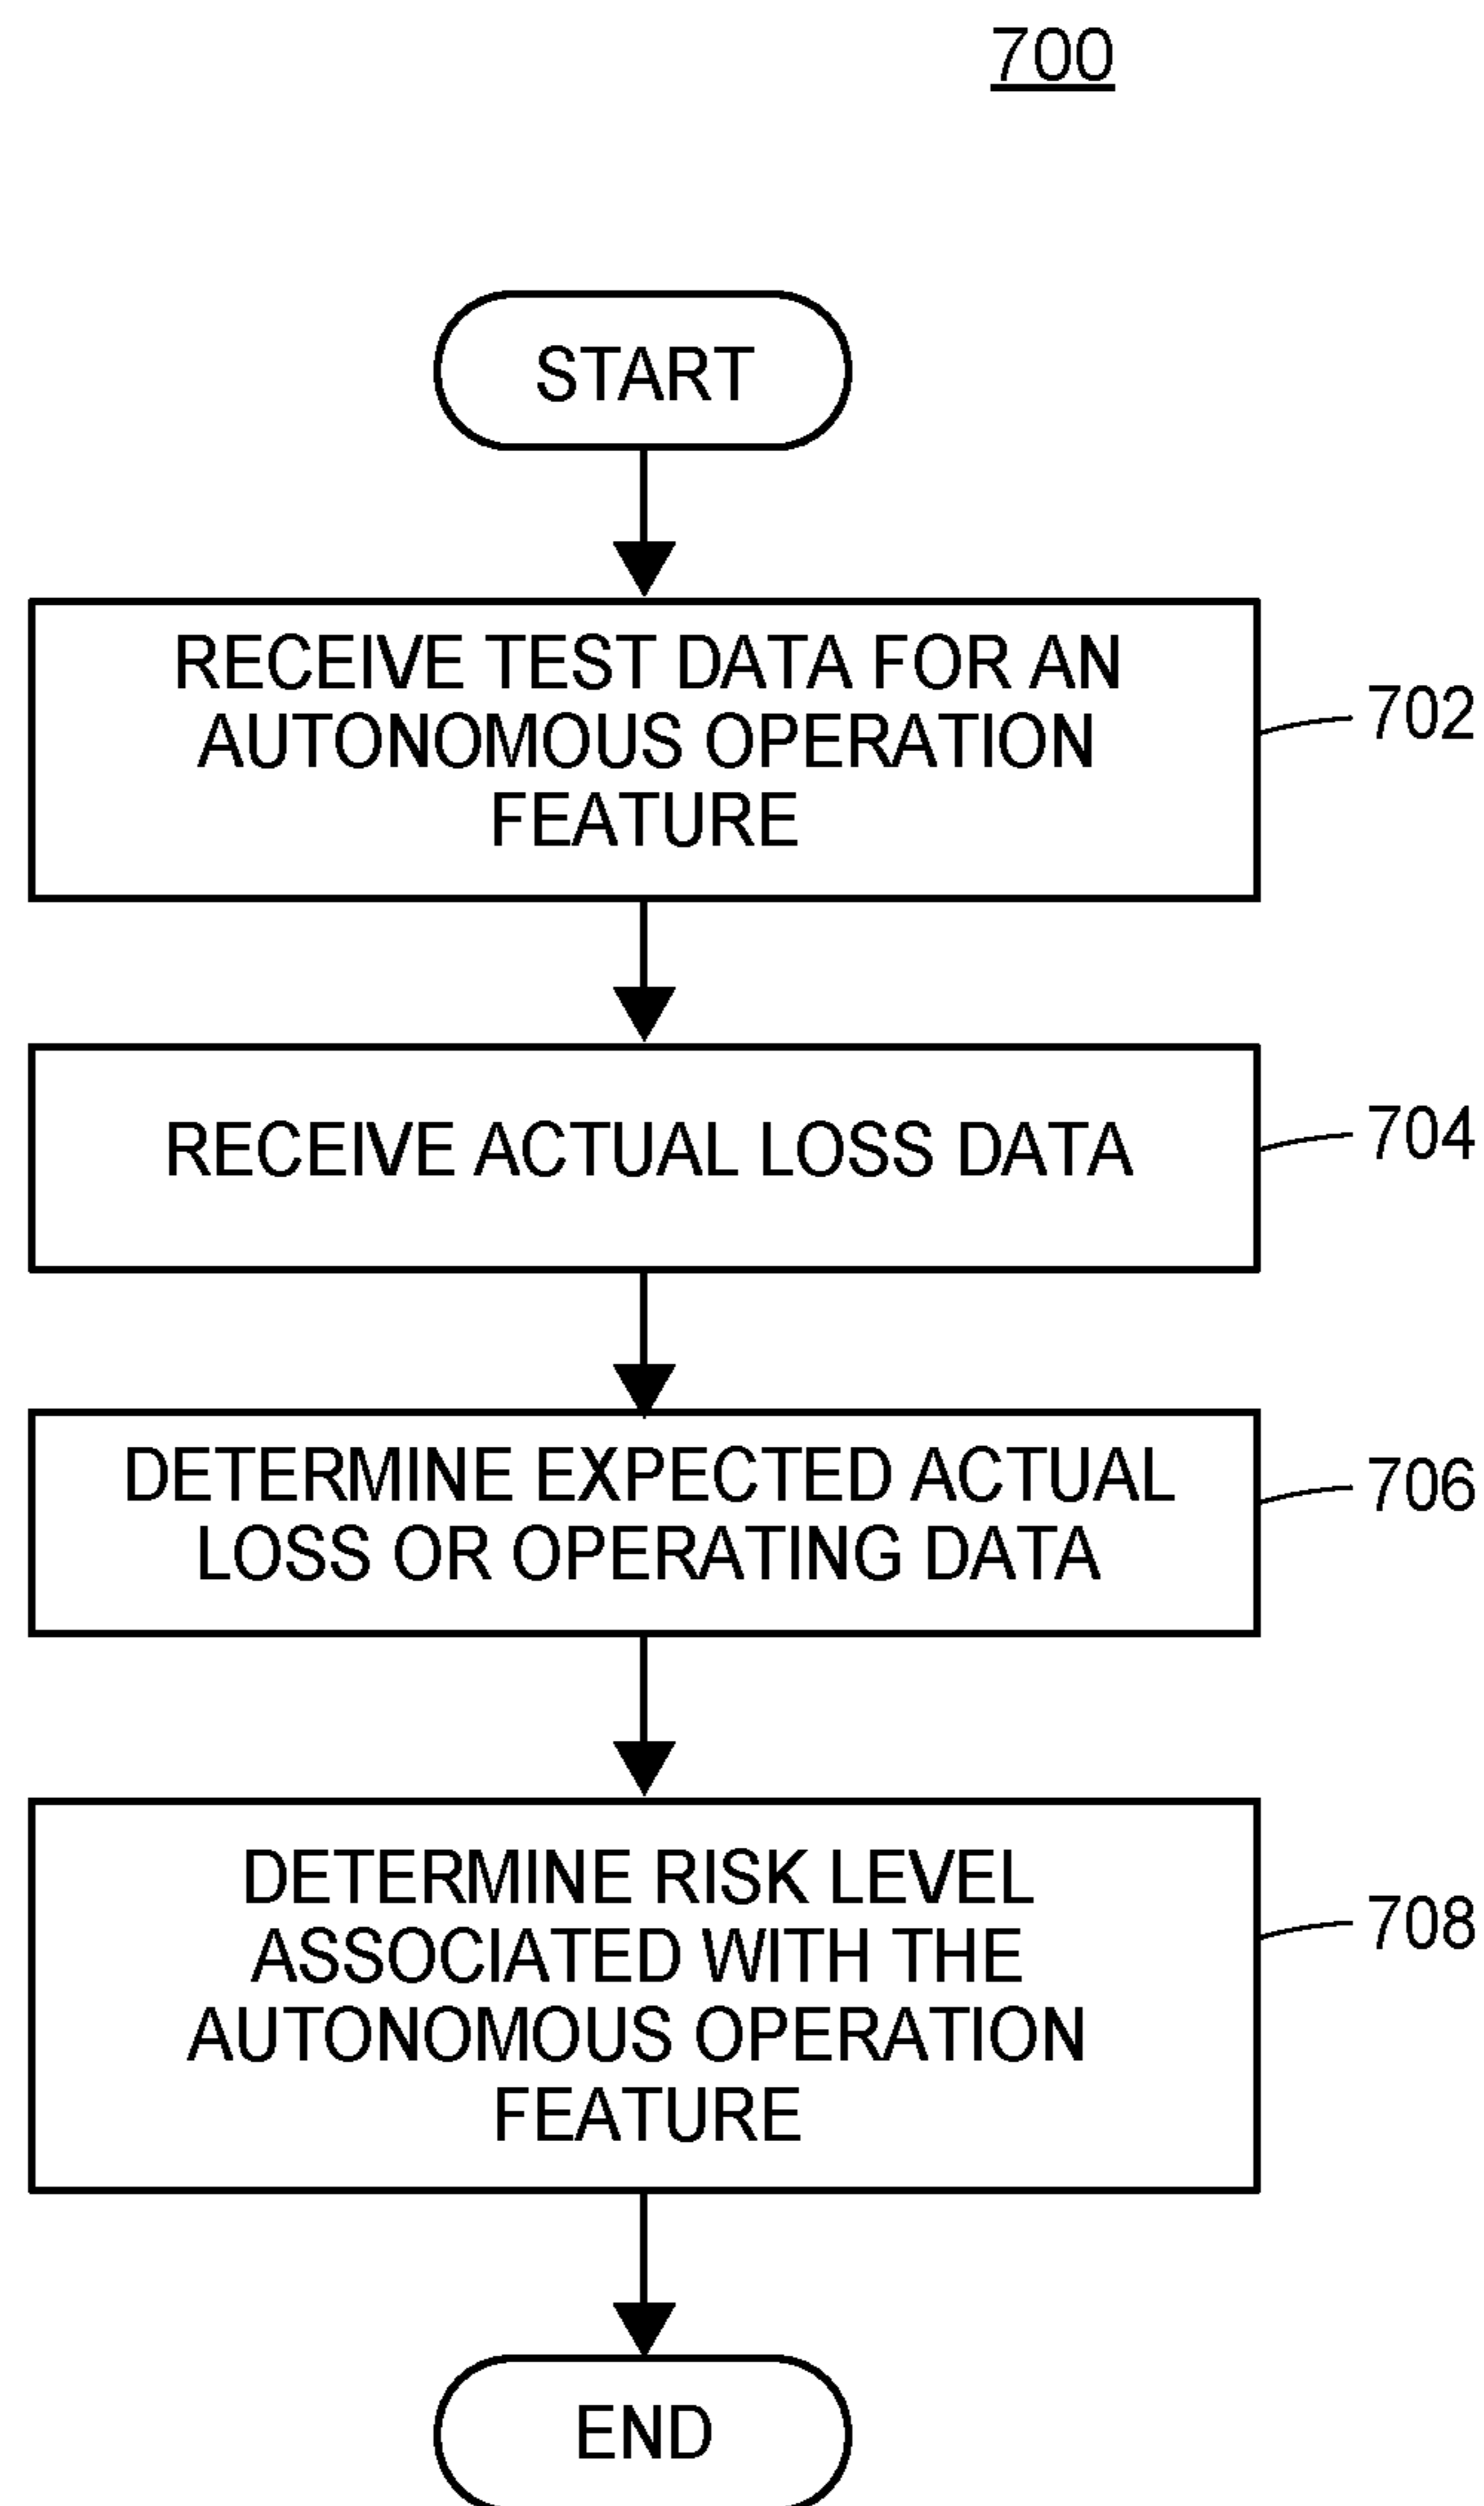 700
START
RECEIVE TEST DATA FOR AN
AUTONOMOUS OPERATION
FEATURE
702
RECEIVE ACTUAL LOSS DATA
704
DETERMINE EXPECTED ACTUAL
LOSS OR OPERATING DATA
706
DETERMINE RISK LEVEL
ASSOCIATED WITH THE
AUTONOMOUS OPERATION
FEATURE
708
END